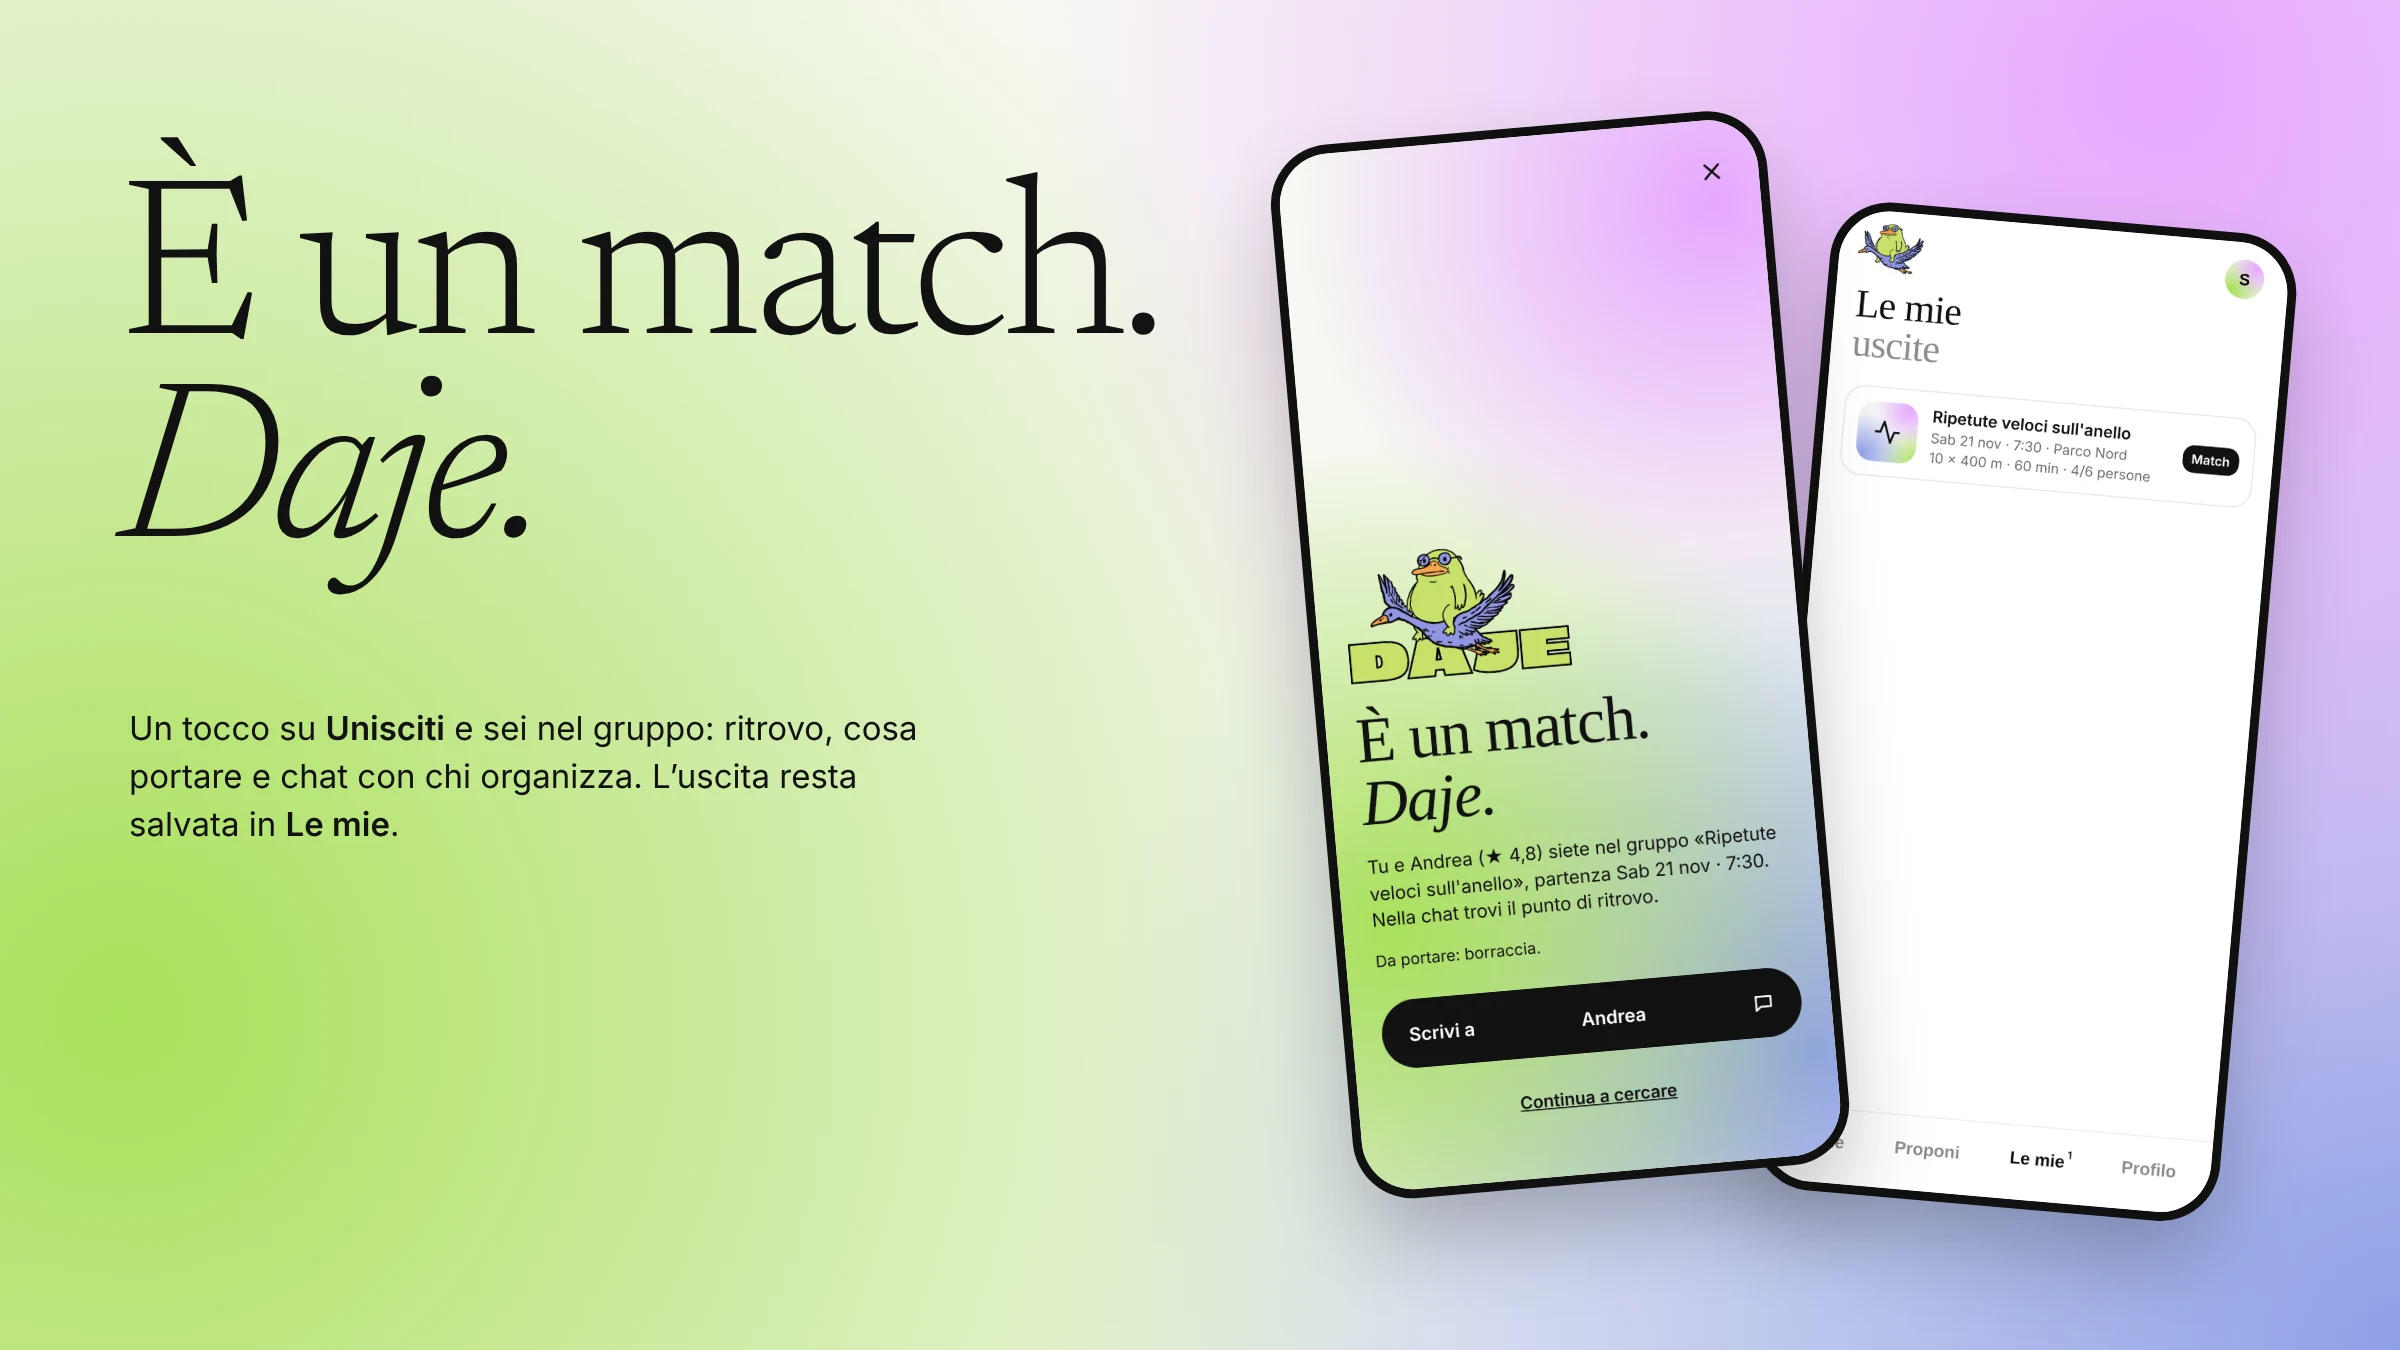 È un match.
Daje.
Un tocco su Unisciti e sei nel gruppo: ritrovo, cosa
portare e chat con chi organizza. L’uscita resta
salvata in Le mie.
DAJE
È un match.
Daje.
Tu e Andrea (★ 4,8) siete nel gruppo «Ripetute
veloci sull'anello», partenza Sab 21 nov · 7:30.
Nella chat trovi il punto di ritrovo.
Da portare: borraccia.
Scrivi a Andrea
Continua a cercare
S
Le mie
uscite
Ripetute veloci sull'anello
Sab 21 nov · 7:30 · Parco Nord
10 × 400 m · 60 min · 4/6 persone
Match
Proponi Le mie 1 Profilo